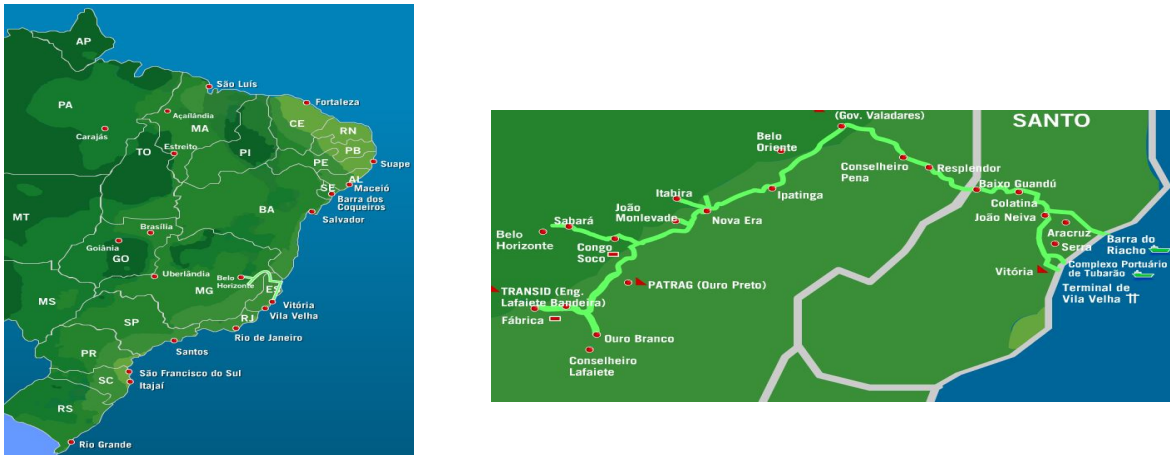 AP
São Luís
PA
Açailândia
MA
Fortaleza
CE
RN
Carajás
TO
Estreito
PI
PB
PE
Suape
AL
Maceió
SE
Barra dos
Coqueiros
MT
BA
Salvador
Brasília
Goiânia
GO
Uberlândia
Belo
Horizonte
MG
ES
MS
Vitória
Vila Velha
SP
RJ
Rio de Janeiro
Santos
PR
São Francisco do Sul
SC
Itajaí
RS
Rio Grande
(Gov. Valadares)
SANTO
Belo
Oriente
Conselheiro
Pena
Resplendor
Ipatinga
Baixo Guandú
Itabira
Colatina
João
Monlevade
Nova Era
João Neiva
Sabará
Aracruz
Belo
Horizonte
Congo
Soco
Serra
Barra do
Riacho
Vitória
Complexo Portuário
de Tubarão
TRANSID (Eng.
Lafaiete Bandeira)
PATRAG (Ouro Preto)
Terminal de
Vila Velha
Fábrica
Ouro Branco
Conselheiro
Lafaiete